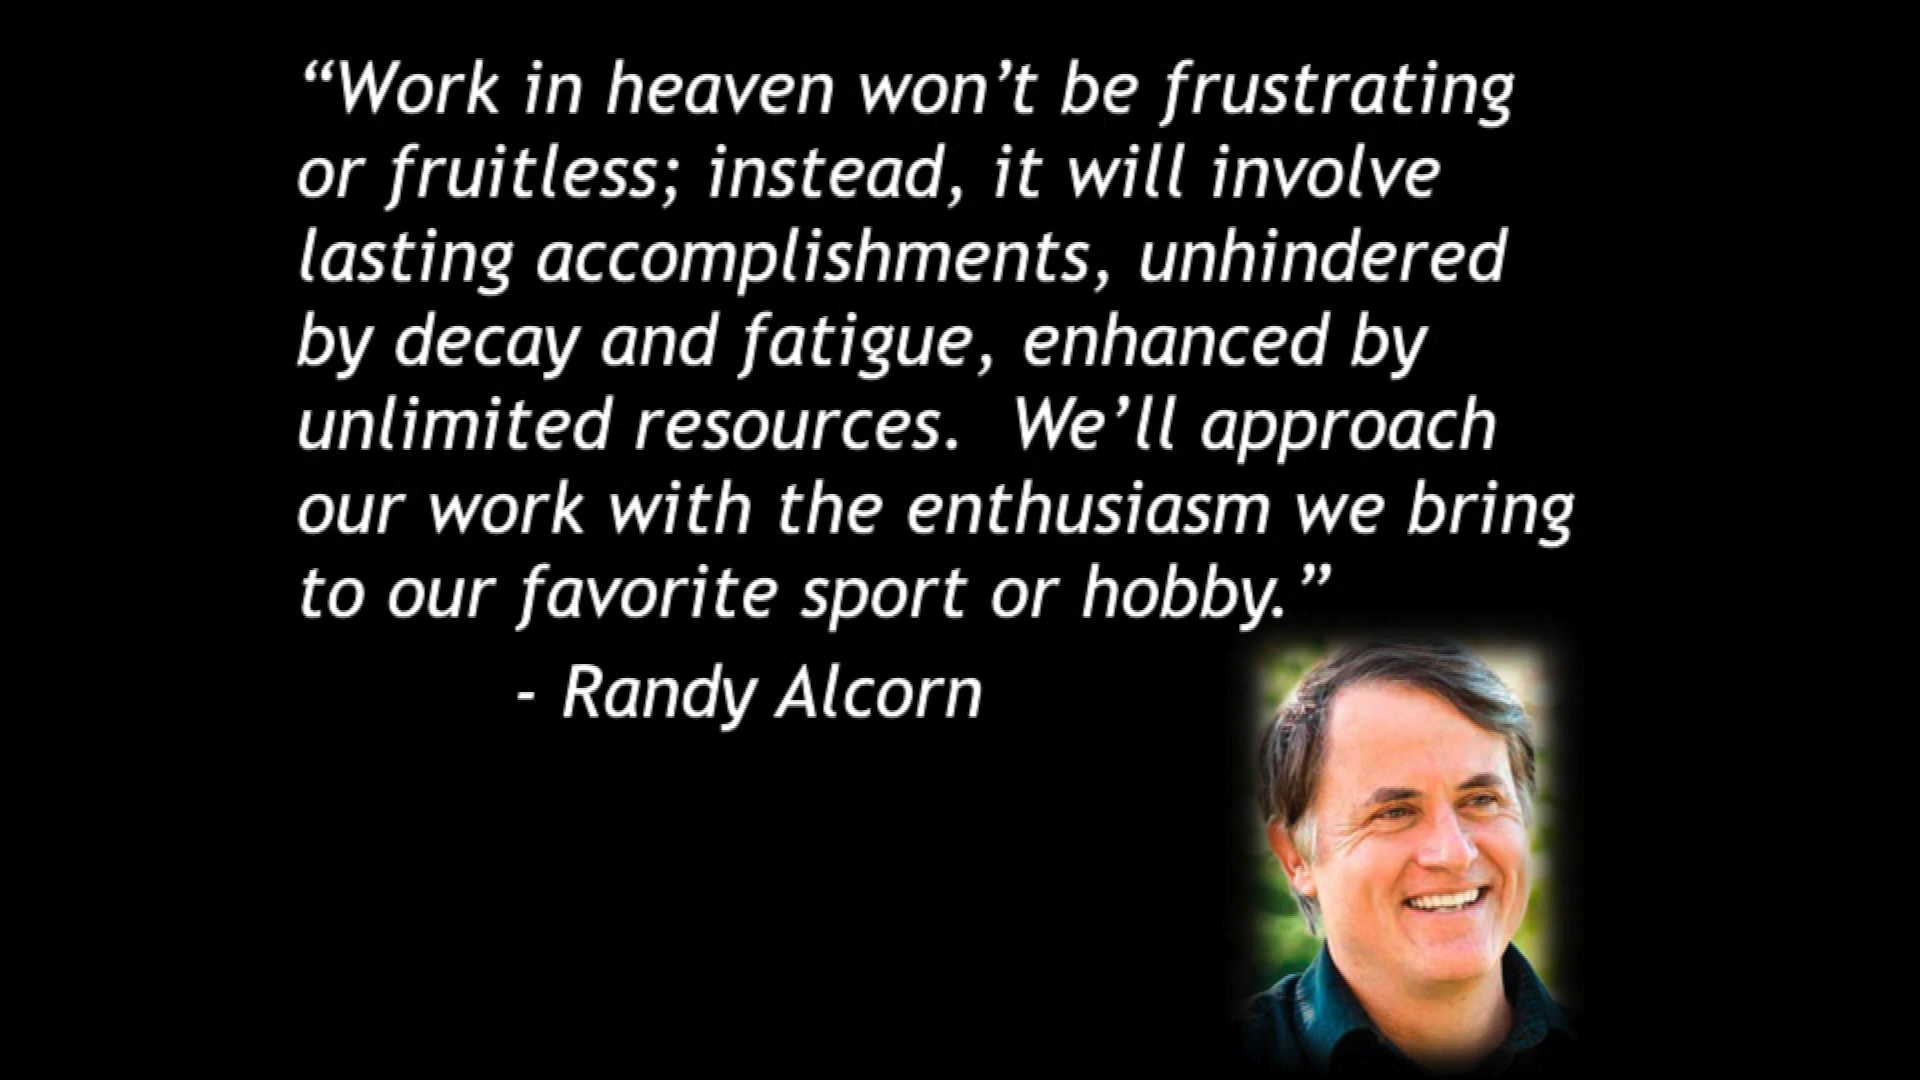 “Work in heaven won’t be frustrating
or fruitless; instead, it will involve
lasting accomplishments, unhindered
by decay and fatigue, enhanced by
unlimited resources.  We’ll approach
our work with the enthusiasm we bring
to our favorite sport or hobby.”
- Randy Alcorn